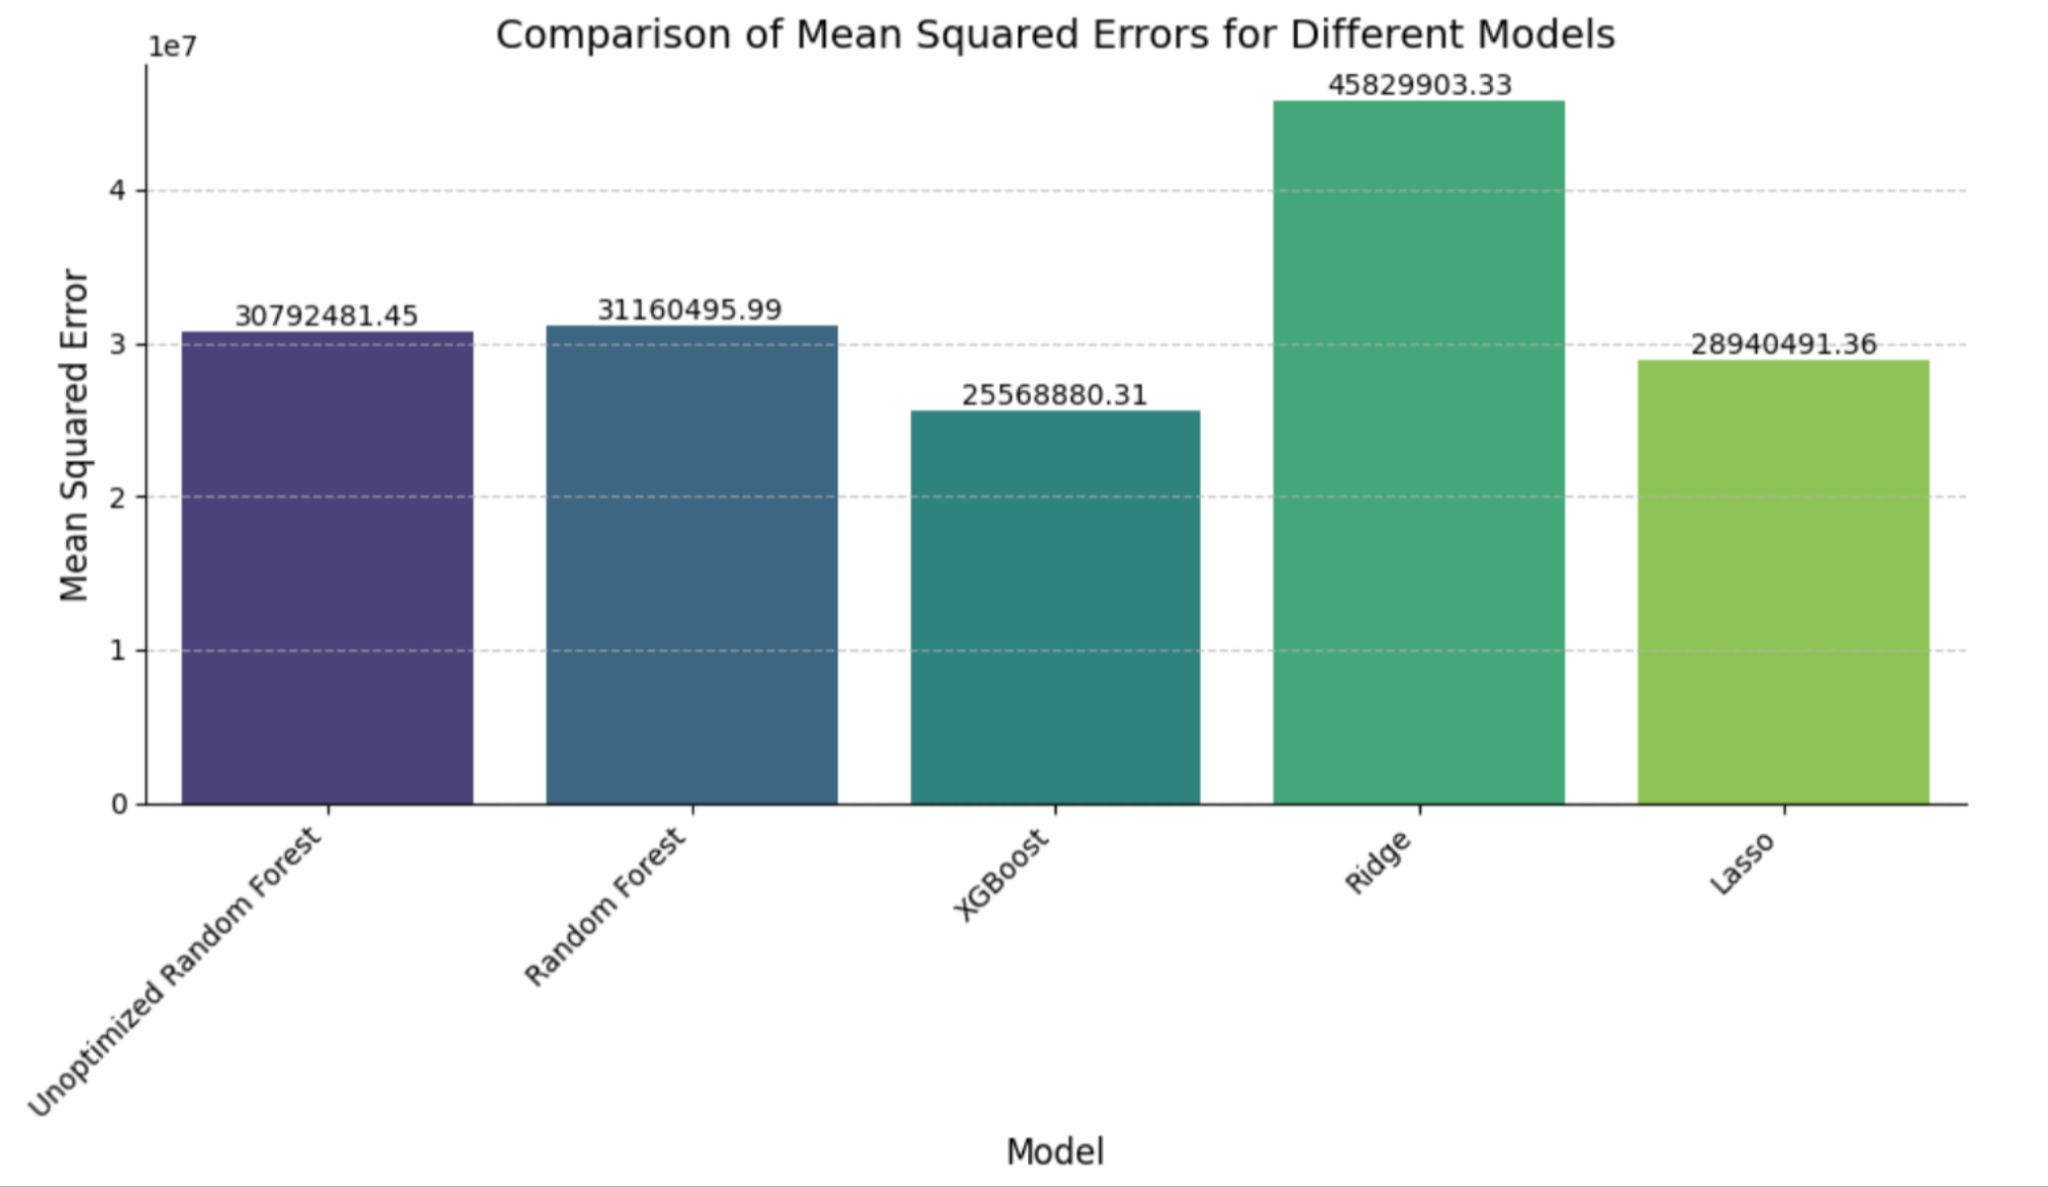 Comparison of Mean Squared Errors for Different Models
1e7
45829903.33
4
30792481.45
31160495.99
3
28940491.36
25568880.31
2
1
0
Mean Squared Error
Unoptimized Random Forest
Random Forest
XGBoost
Ridge
Lasso
Model